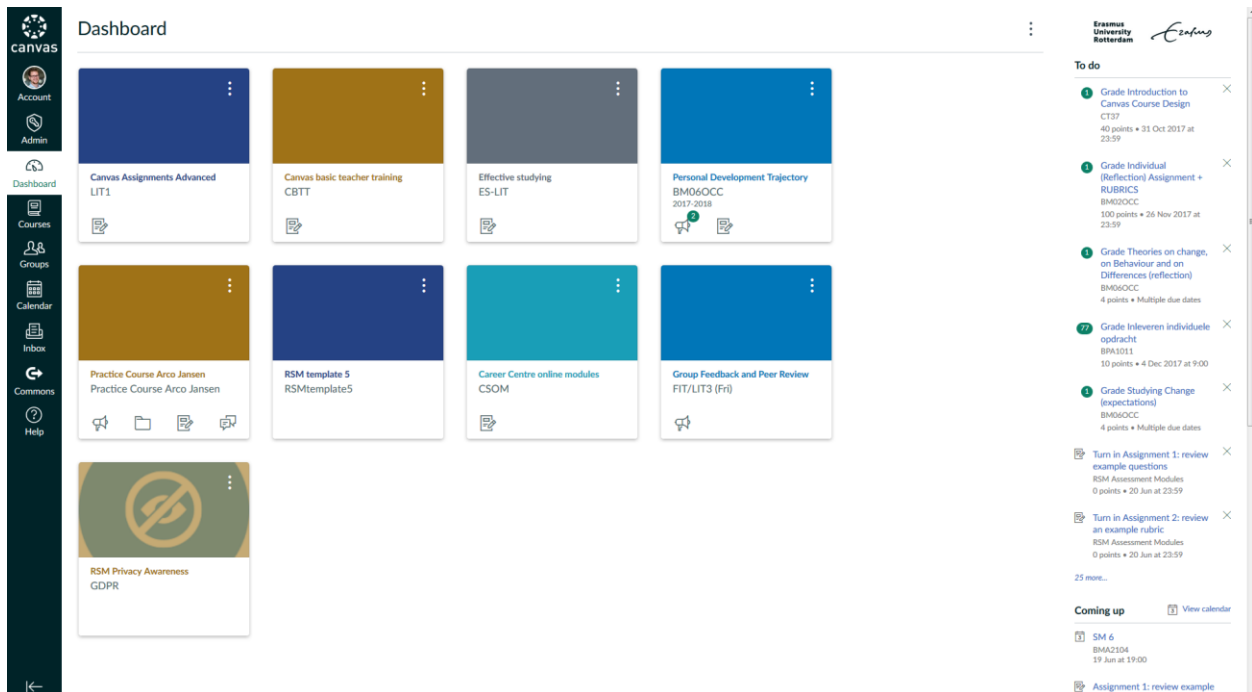 canvas
Account
Admin
Dashboard
Courses
Groups
Calendar
Inbox
Commons
Help
Dashboard
Canvas Assignments Advanced
LIT1
Canvas basic teacher training
CBTT
Effective studying
ES-LIT
Personal Development Trajectory
BM06OCC
2017-2018
2
Practice Course Arco Jansen
Practice Course Arco Jansen
RSM template 5
RSMtemplate5
Career Centre online modules
CSOM
Group Feedback and Peer Review
FIT/LIT3 (Fri)
RSM Privacy Awareness
GDPR
Erasmus
University
Rotterdam
Erafmus
To do
1
Grade Introduction to
Canvas Course Design
CT37
40 points • 31 Oct 2017 at
23:59
1
Grade Individual
(Reflection) Assignment +
RUBRICS
BM02OCC
100 points • 26 Nov 2017 at
23:59
1
Grade Theories on change,
on Behaviour and on
Differences (reflection)
BM06OCC
4 points • Multiple due dates
77
Grade Inleveren individuele
opdracht
BPA1011
10 points • 4 Dec 2017 at 9:00
1
Grade Studying Change
(expectations)
BM06OCC
4 points • Multiple due dates
Turn in Assignment 1: review
example questions
RSM Assessment Modules
0 points • 20 Jun at 23:59
Turn in Assignment 2: review
an example rubric
RSM Assessment Modules
0 points • 20 Jun at 23:59
25 more...
Coming up
View calendar
SM 6
BMA2104
19 Jun at 19:00
Assignment 1: review example